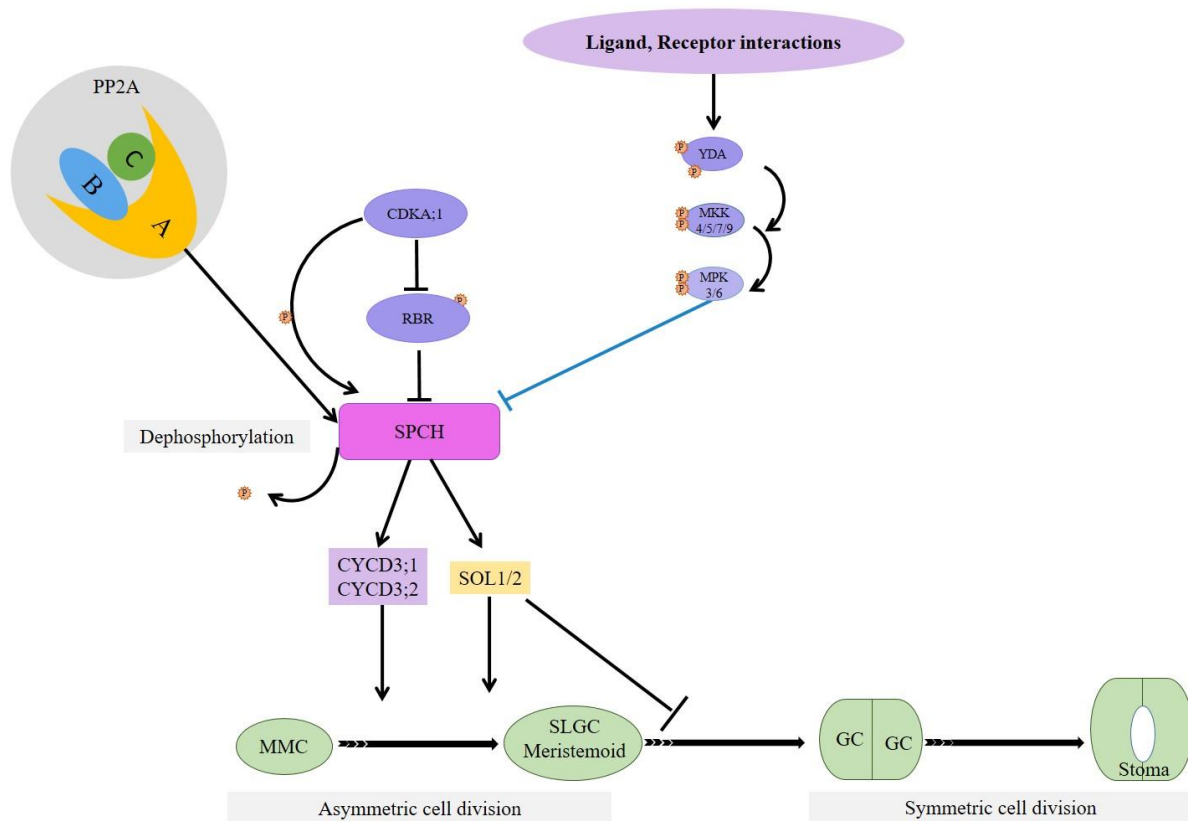 Ligand, Receptor interactions
PP2A
C
B
A
P
YDA
P
CDKA;1
P
P
MKK
4/5/7/9
P
P
MPK
3/6
P
RBR
P
SPCH
Dephosphorylation
P
CYCD3;1
CYCD3;2
SOL1/2
MMC
SLGC
Meristemoid
GC
GC
Stoma
Asymmetric cell division
Symmetric cell division